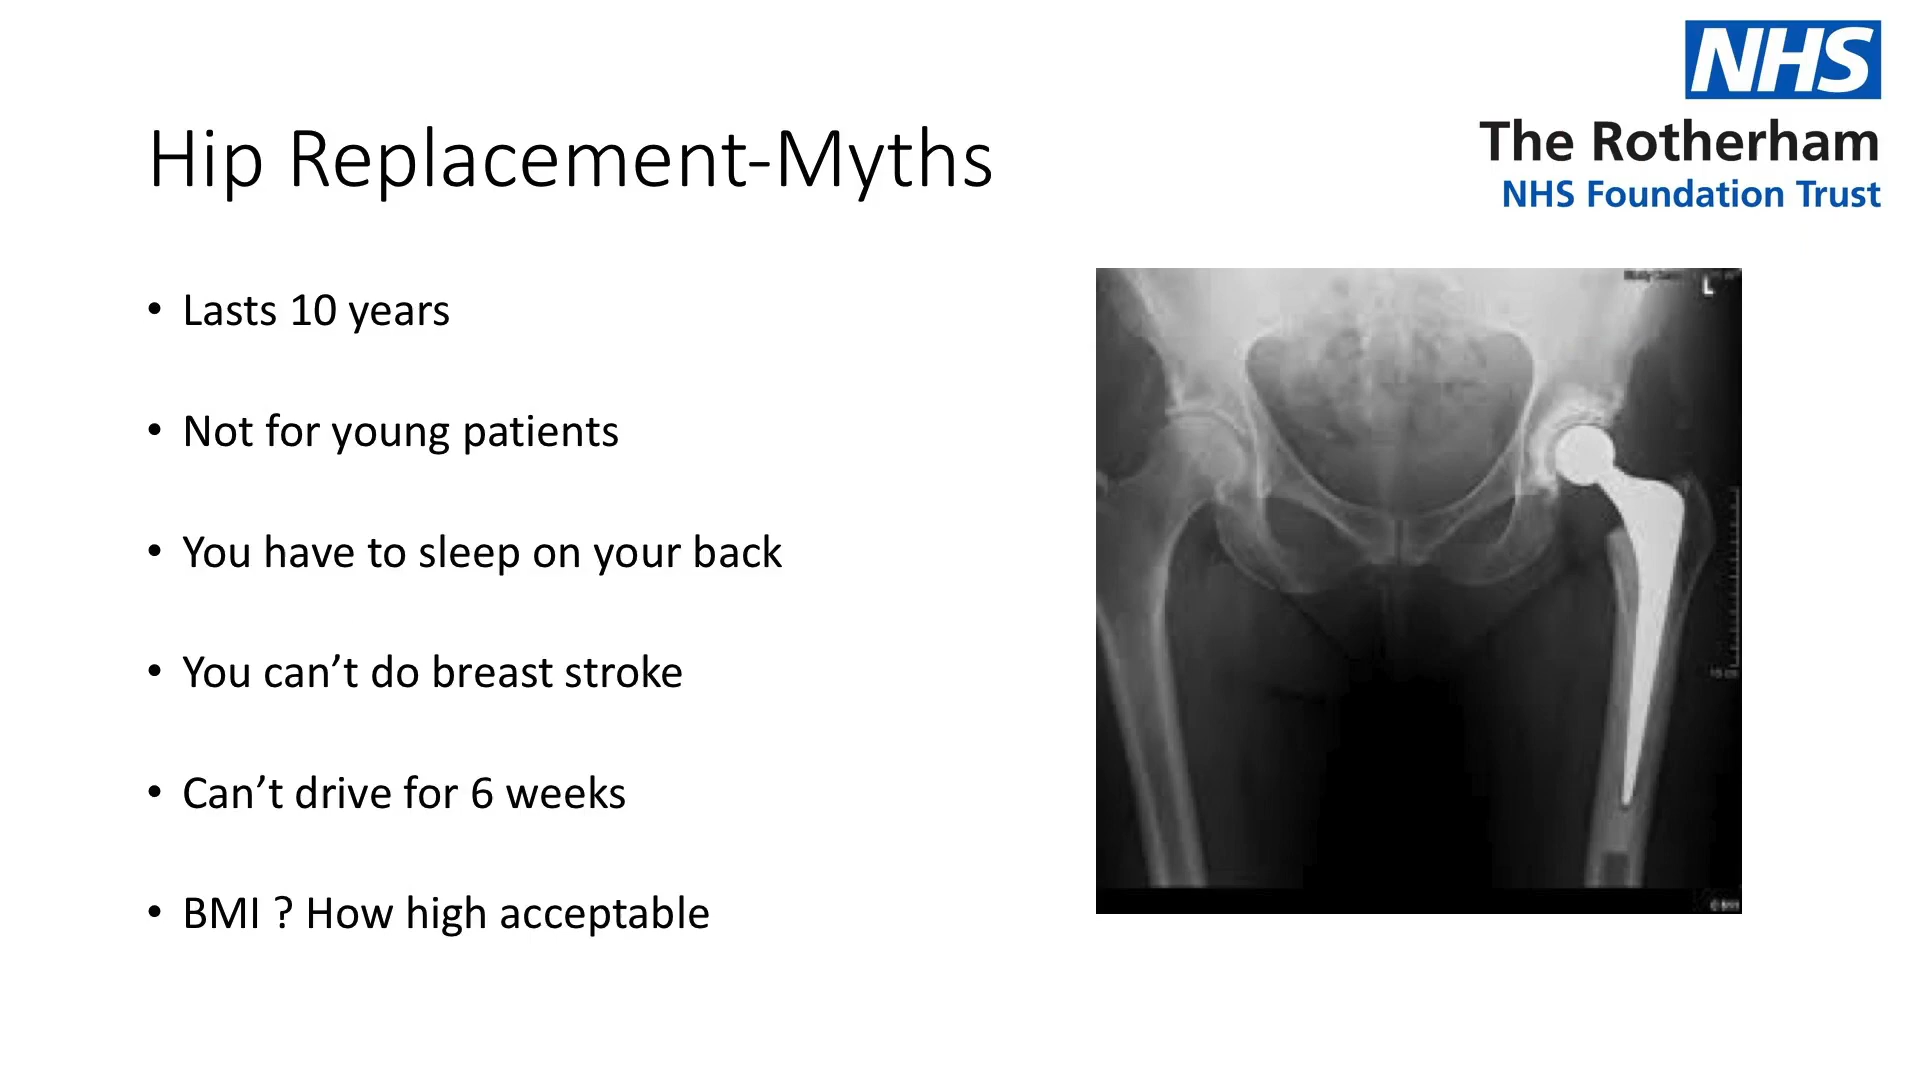 NHS
The Rotherham
NHS Foundation Trust
Hip Replacement-Myths
• Lasts 10 years
• Not for young patients
• You have to sleep on your back
• You can’t do breast stroke
• Can’t drive for 6 weeks
• BMI ? How high acceptable
L